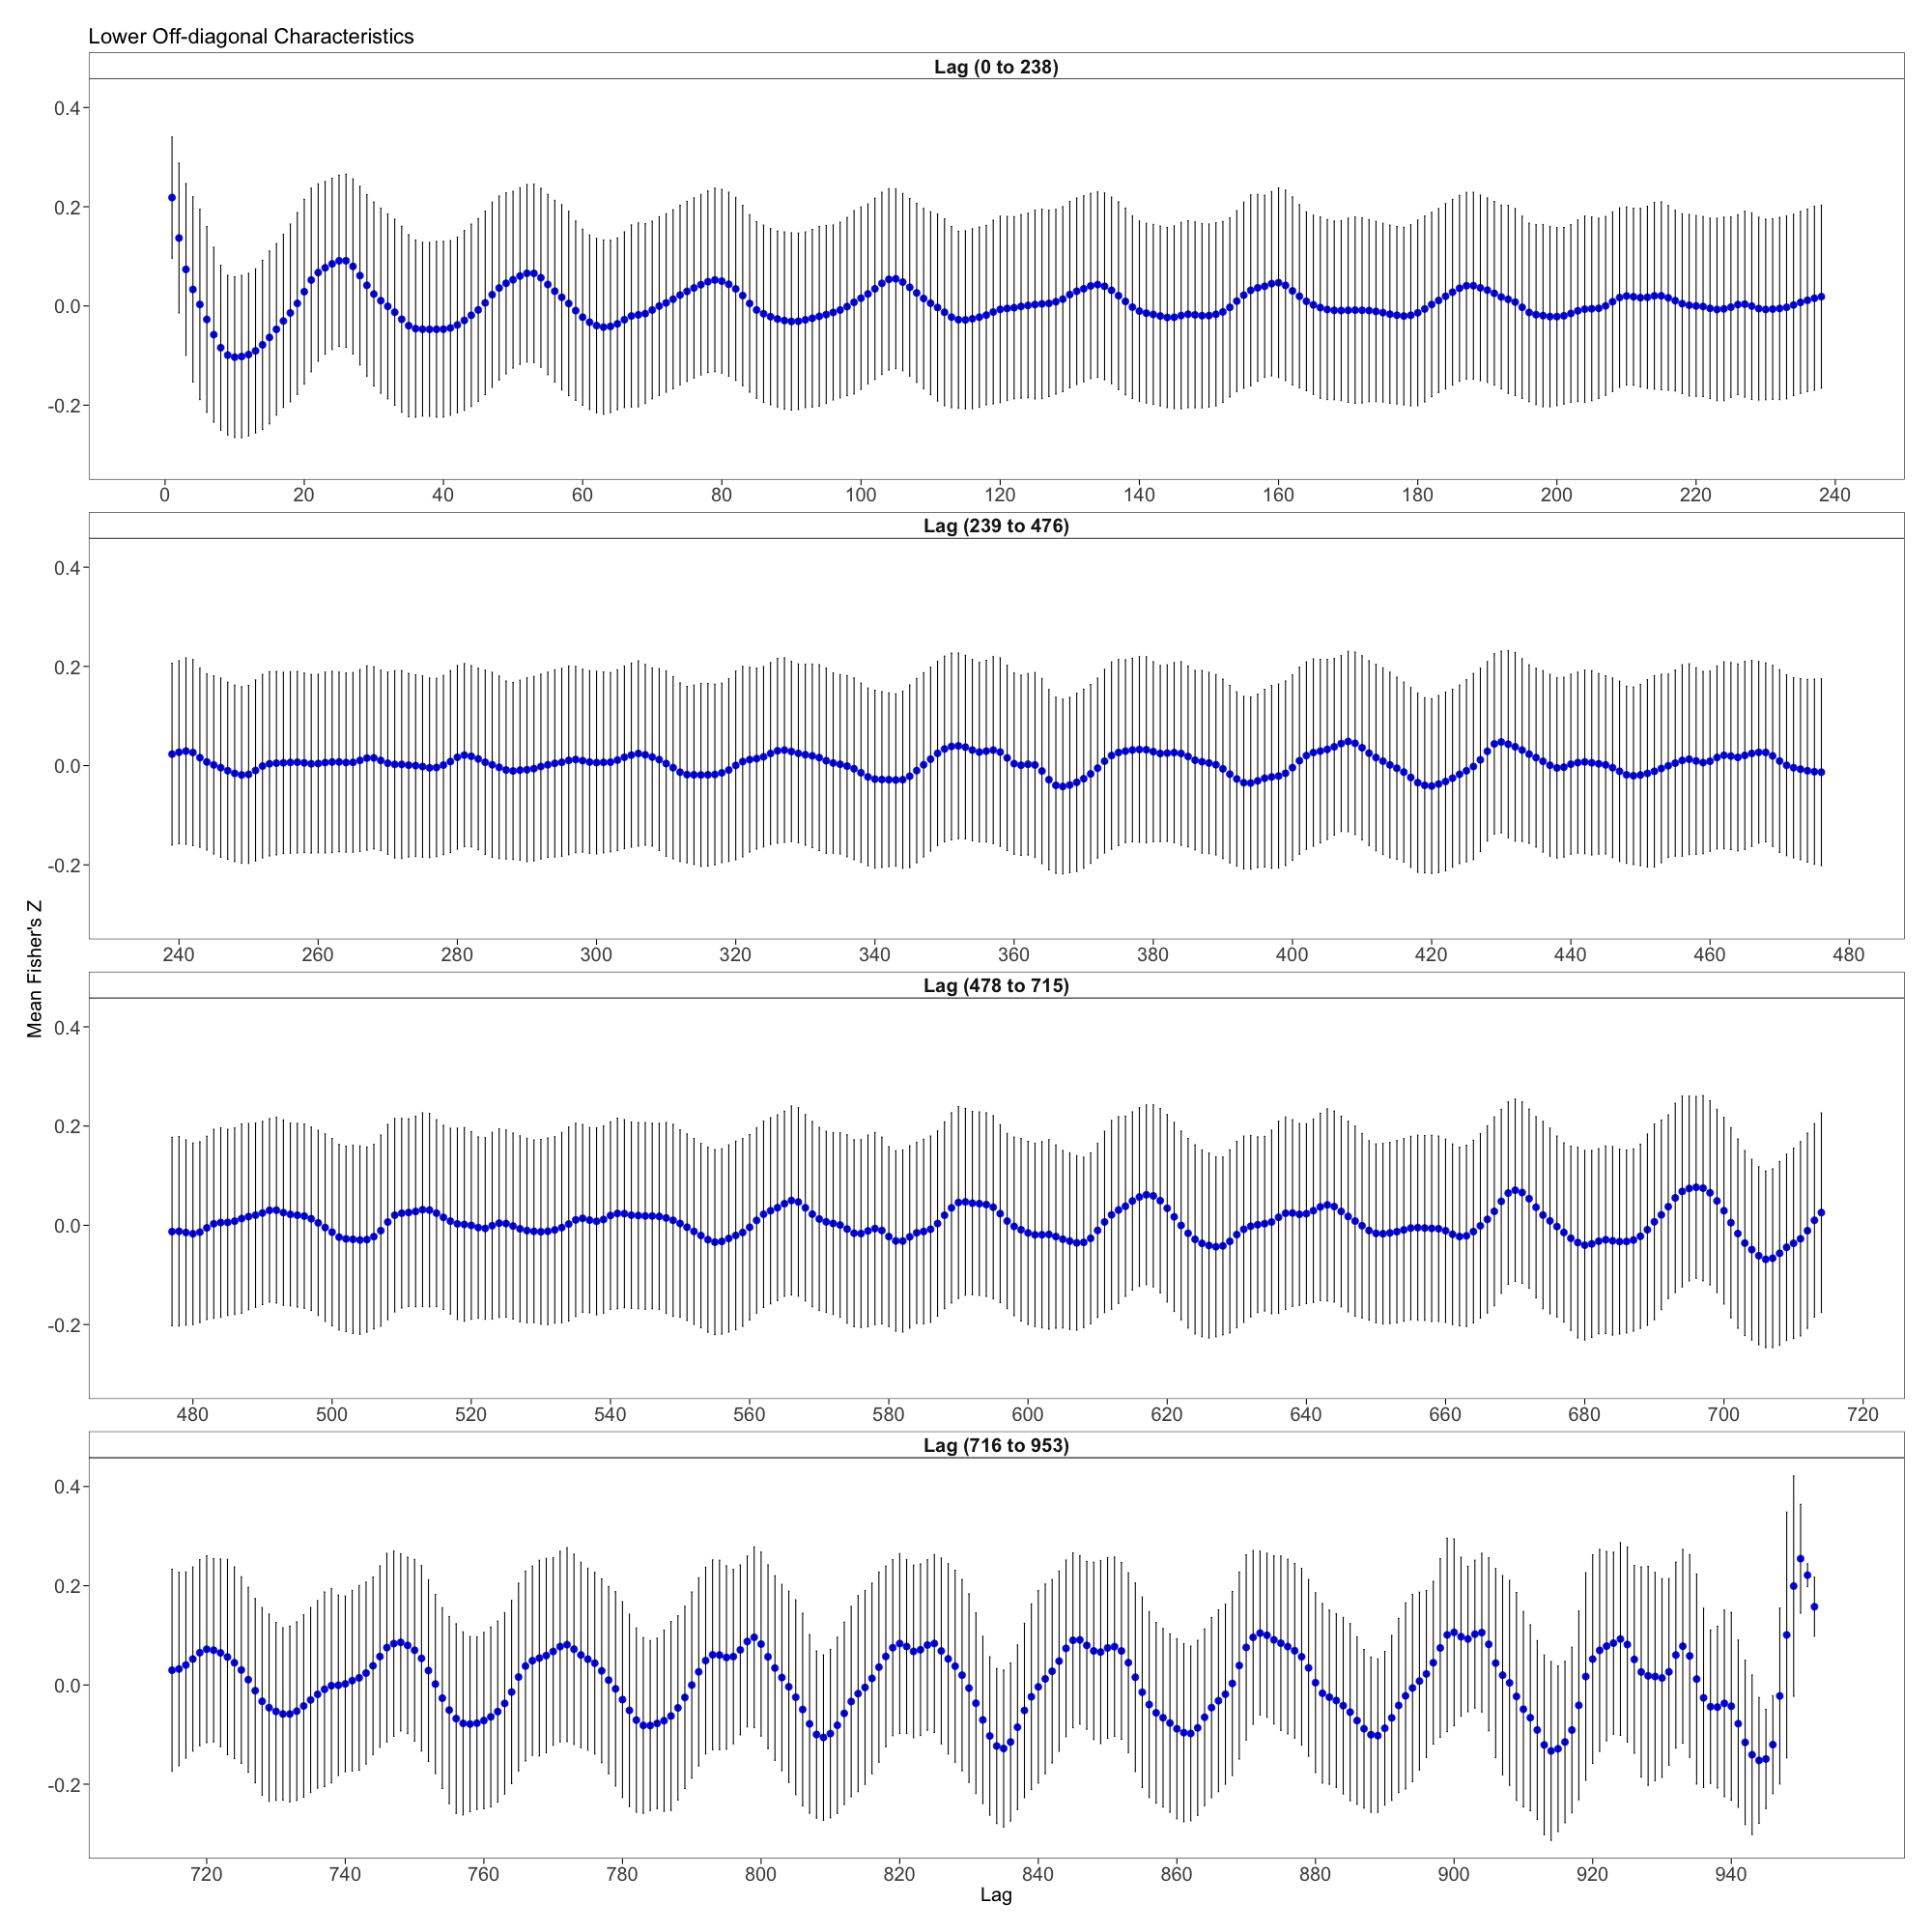 Lower Off-diagonal Characteristics
Lag (0 to 238)
0.4
0.2
0.0
-0.2
0 20 40 60 80 100 120 140 160 180 200 220 240
Lag (239 to 476)
0.4
0.2
0.0
-0.2
240 260 280 300 320 340 360 380 400 420 440 460 480
Mean Fisher's Z
Lag (478 to 715)
0.4
0.2
0.0
-0.2
480 500 520 540 560 580 600 620 640 660 680 700 720
Lag (716 to 953)
0.4
0.2
0.0
-0.2
720 740 760 780 800 820 840 860 880 900 920 940
Lag